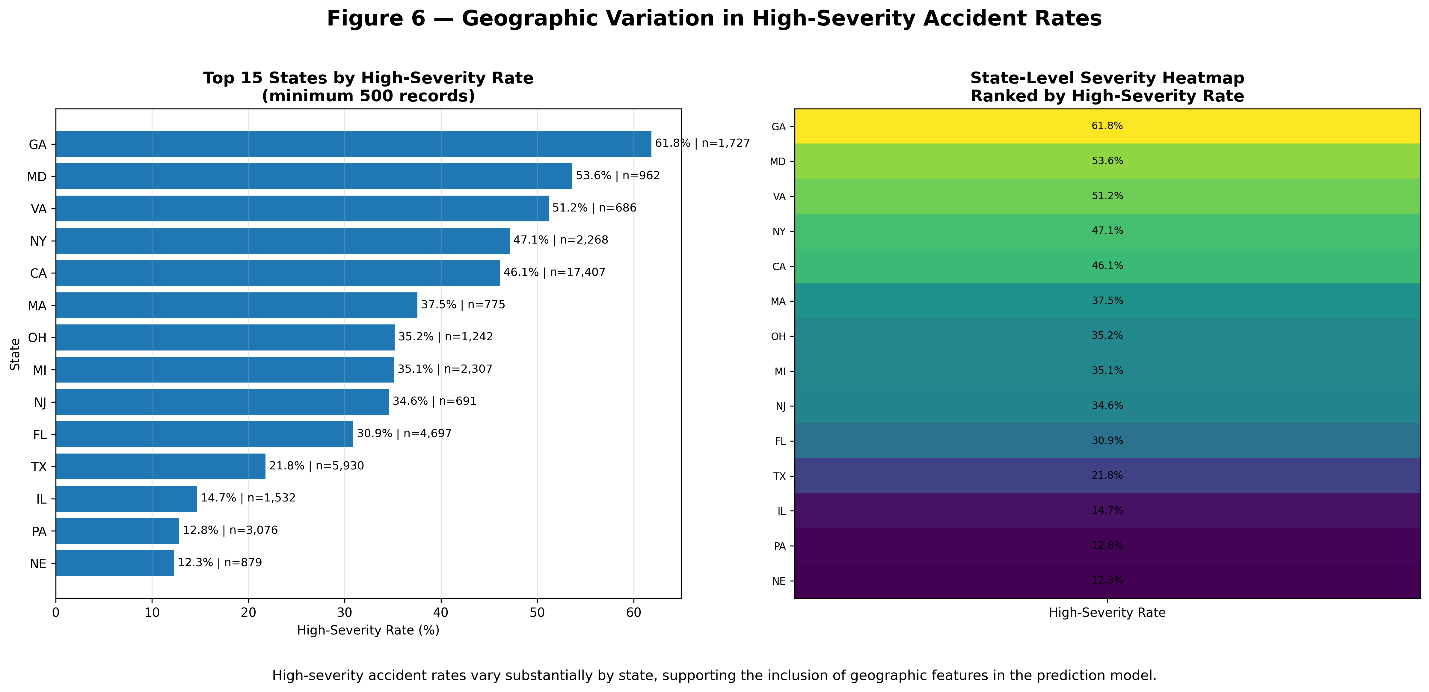 Figure 6 — Geographic Variation in High-Severity Accident Rates
Top 15 States by High-Severity Rate
(minimum 500 records)
State
GA 61.8% | n=1,727
MD 53.6% | n=962
VA 51.2% | n=686
NY 47.1% | n=2,268
CA 46.1% | n=17,407
MA 37.5% | n=775
OH 35.2% | n=1,242
MI 35.1% | n=2,307
NJ 34.6% | n=691
FL 30.9% | n=4,697
TX 21.8% | n=5,930
IL 14.7% | n=1,532
PA 12.8% | n=3,076
NE 12.3% | n=879
0 10 20 30 40 50 60
High-Severity Rate (%)
State-Level Severity Heatmap
Ranked by High-Severity Rate
GA 61.8%
MD 53.6%
VA 51.2%
NY 47.1%
CA 46.1%
MA 37.5%
OH 35.2%
MI 35.1%
NJ 34.6%
FL 30.9%
TX 21.8%
IL 14.7%
PA 12.8%
NE 12.3%
High-Severity Rate
High-severity accident rates vary substantially by state, supporting the inclusion of geographic features in the prediction model.